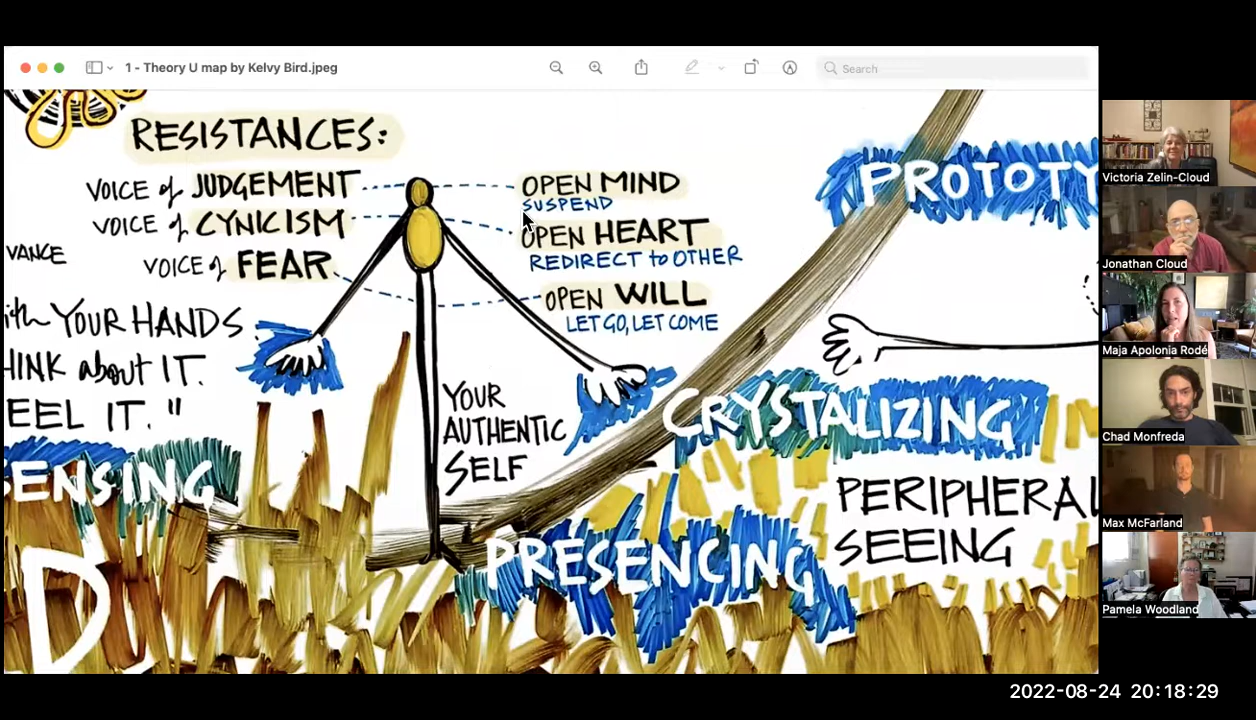 1 - Theory U map by Kelvy Bird.jpeg
Search
RESISTANCES:
VOICE of JUDGEMENT
VOICE of CYNICISM
VOICE of FEAR
OPEN MIND
SUSPEND
OPEN HEART
REDIRECT to OTHER
OPEN WILL
LET GO, LET COME
VANCE
ith YOUR HANDS
HINK about IT.
EEL IT."
ENSING
D
YOUR
AUTHENTIC
SELF
PROTOTY
CRYSTALIZING
PERIPHERAL
SEEING
PRESENCING
Victoria Zelin-Cloud
Jonathan Cloud
Maja Apolonia Rodé
Chad Monfreda
Max McFarland
Pamela Woodland
2022-08-24 20:18:29